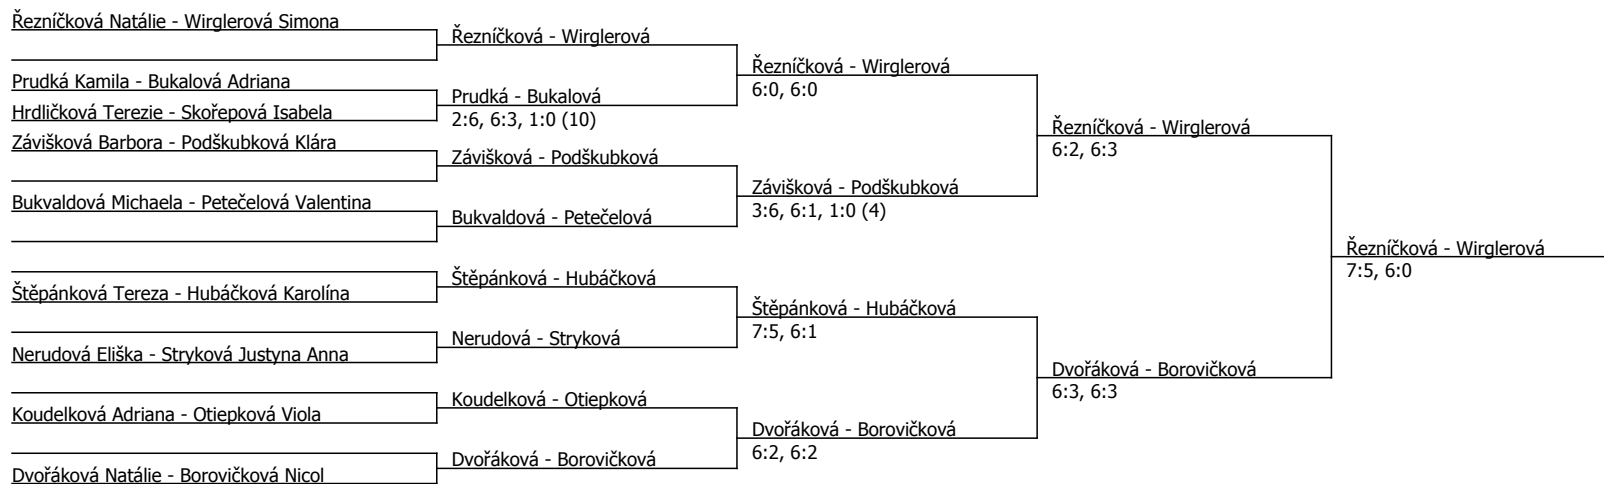 Řezníčková Natálie - Wirglerová Simona
Prudká Kamila - Bukalová Adriana
Hrdličková Terezie - Skořepová Isabela
Závišková Barbora - Podškubková Klára
Bukvaldová Michaela - Petečelová Valentina
Štěpánková Tereza - Hubáčková Karolína
Nerudová Eliška - Stryková Justyna Anna
Koudelková Adriana - Otiepková Viola
Dvořáková Natálie - Borovičková Nicol
Řezníčková - Wirglerová
Prudká - Bukalová
2:6, 6:3, 1:0 (10)
Závišková - Podškubková
Bukvaldová - Petečelová
Štěpánková - Hubáčková
Nerudová - Stryková
Koudelková - Otiepková
Dvořáková - Borovičková
Řezníčková - Wirglerová
6:0, 6:0
Závišková - Podškubková
3:6, 6:1, 1:0 (4)
Štěpánková - Hubáčková
7:5, 6:1
Dvořáková - Borovičková
6:2, 6:2
Řezníčková - Wirglerová
6:2, 6:3
Dvořáková - Borovičková
6:3, 6:3
Řezníčková - Wirglerová
7:5, 6:0